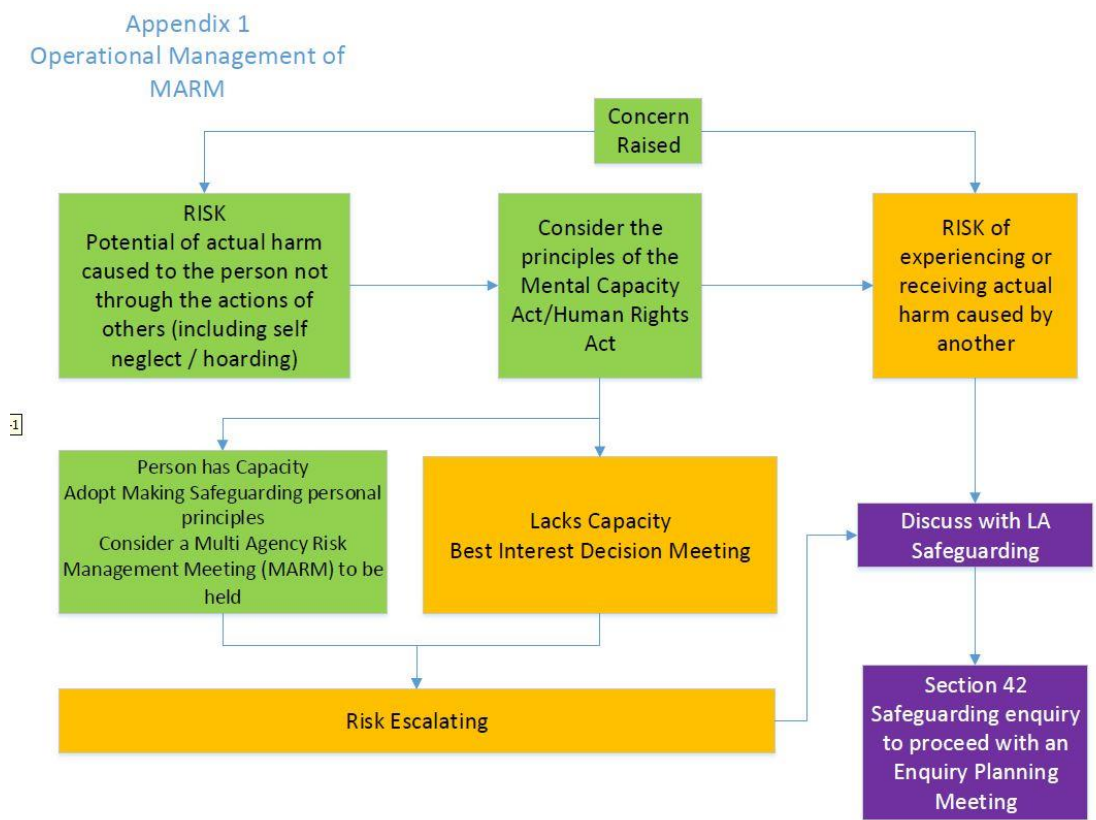 Appendix 1
Operational Management of
MARM
Concern
Raised
RISK
Potential of actual harm
caused to the person not
through the actions of
others (including self
neglect / hoarding)
Consider the
principles of the
Mental Capacity
Act/Human Rights
Act
RISK of
experiencing or
receiving actual
harm caused by
another
-1
Person has Capacity
Adopt Making Safeguarding personal
principles
Consider a Multi Agency Risk
Management Meeting (MARM) to be
held
Lacks Capacity
Best Interest Decision Meeting
Discuss with LA
Safeguarding
Risk Escalating
Section 42
Safeguarding enquiry
to proceed with an
Enquiry Planning
Meeting